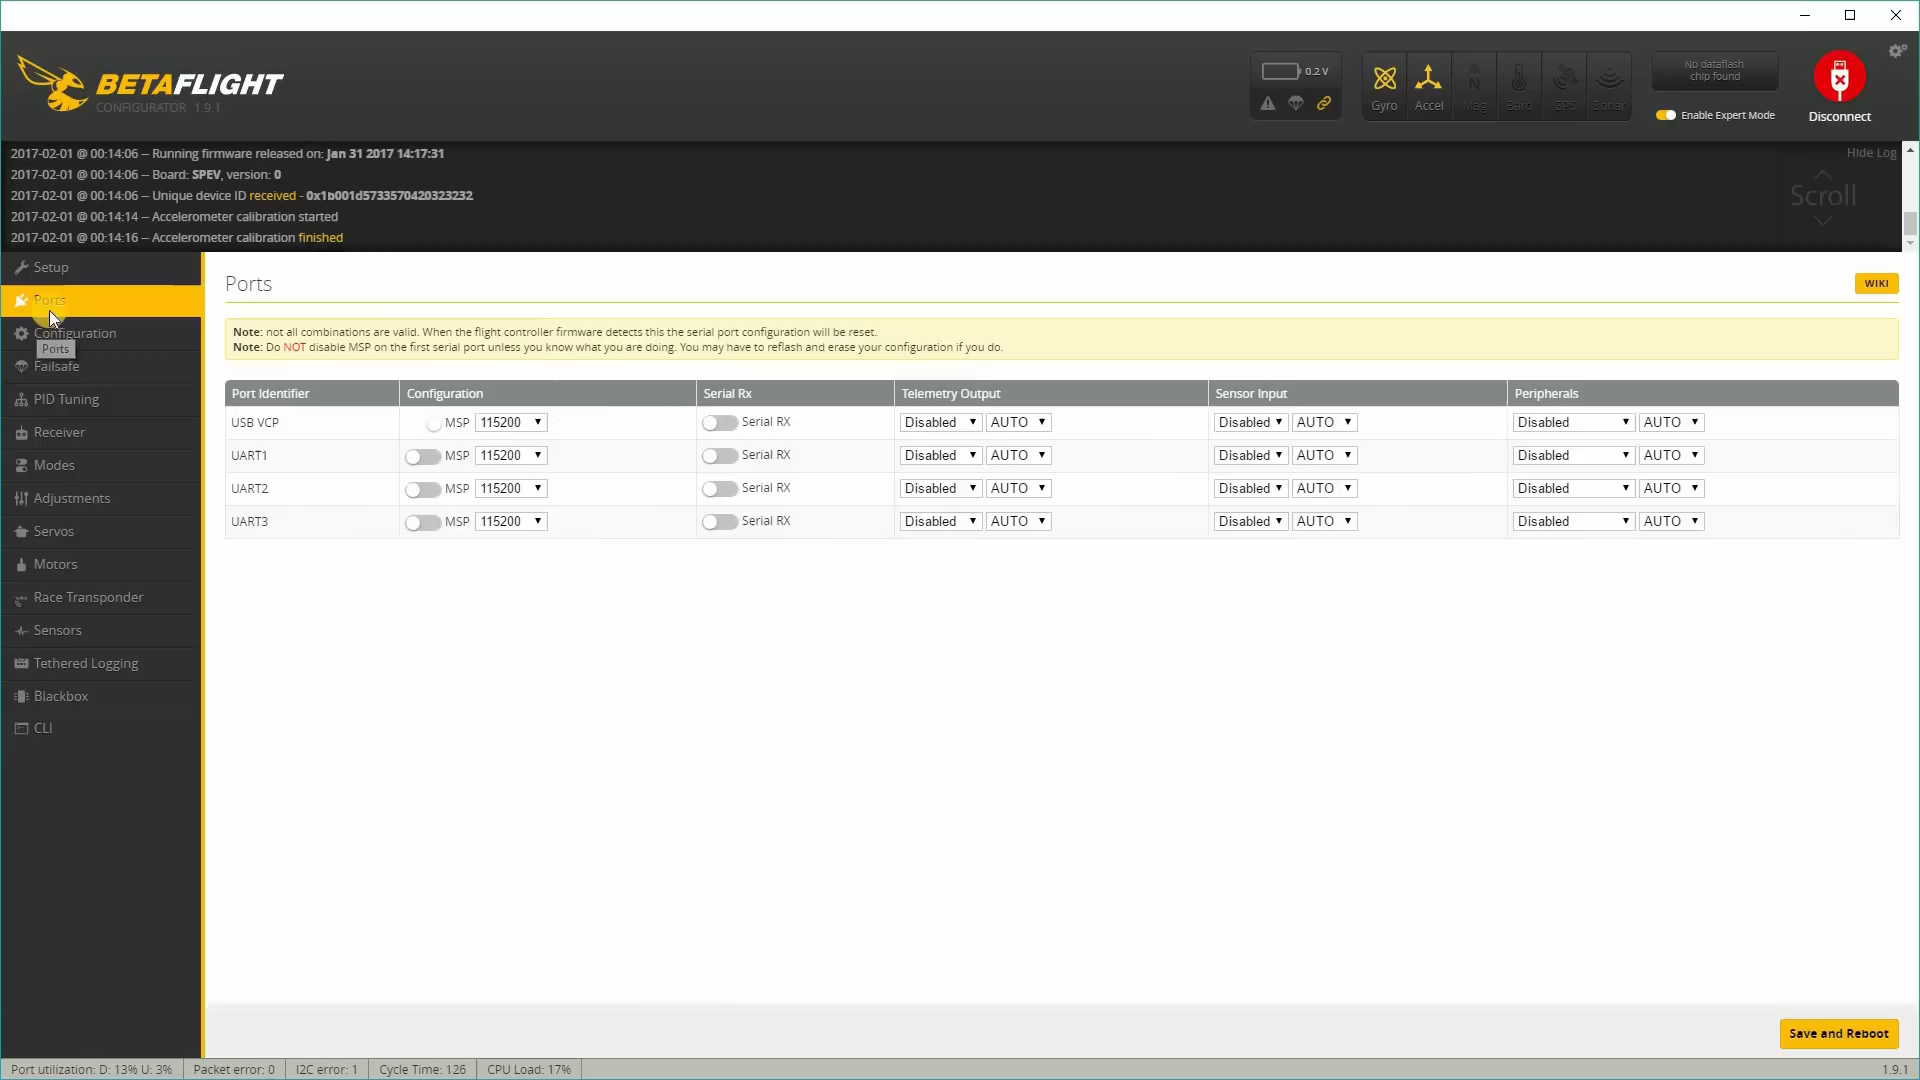 BETAFLIGHT
CONFIGURATOR 1.9.1
0.2 V
Gyro
Accel
Mag
Baro
GPS
Sonar
No dataflash
chip found
Enable Expert Mode
Disconnect
2017-02-01 @ 00:14:06 -- Running firmware released on: Jan 31 2017 14:17:31
2017-02-01 @ 00:14:06 -- Board: SPEV, version: 0
2017-02-01 @ 00:14:06 -- Unique device ID received - 0x1b001d5733570420323232
2017-02-01 @ 00:14:14 -- Accelerometer calibration started
2017-02-01 @ 00:14:16 -- Accelerometer calibration finished
Hide Log
Scroll
Setup
Ports
Configuration
Ports
Failsafe
PID Tuning
Receiver
Modes
Adjustments
Servos
Motors
Race Transponder
Sensors
Tethered Logging
Blackbox
CLI
Ports
WIKI
Note: not all combinations are valid. When the flight controller firmware detects this the serial port configuration will be reset.
Note: Do NOT disable MSP on the first serial port unless you know what you are doing. You may have to reflash and erase your configuration if you do.
Port Identifier Configuration Serial Rx Telemetry Output Sensor Input Peripherals
USB VCP MSP 115200 Serial RX Disabled AUTO Disabled AUTO Disabled AUTO
UART1 MSP 115200 Serial RX Disabled AUTO Disabled AUTO Disabled AUTO
UART2 MSP 115200 Serial RX Disabled AUTO Disabled AUTO Disabled AUTO
UART3 MSP 115200 Serial RX Disabled AUTO Disabled AUTO Disabled AUTO
Save and Reboot
Port utilization: D: 13% U: 3% Packet error: 0 I2C error: 1 Cycle Time: 126 CPU Load: 17% 1.9.1